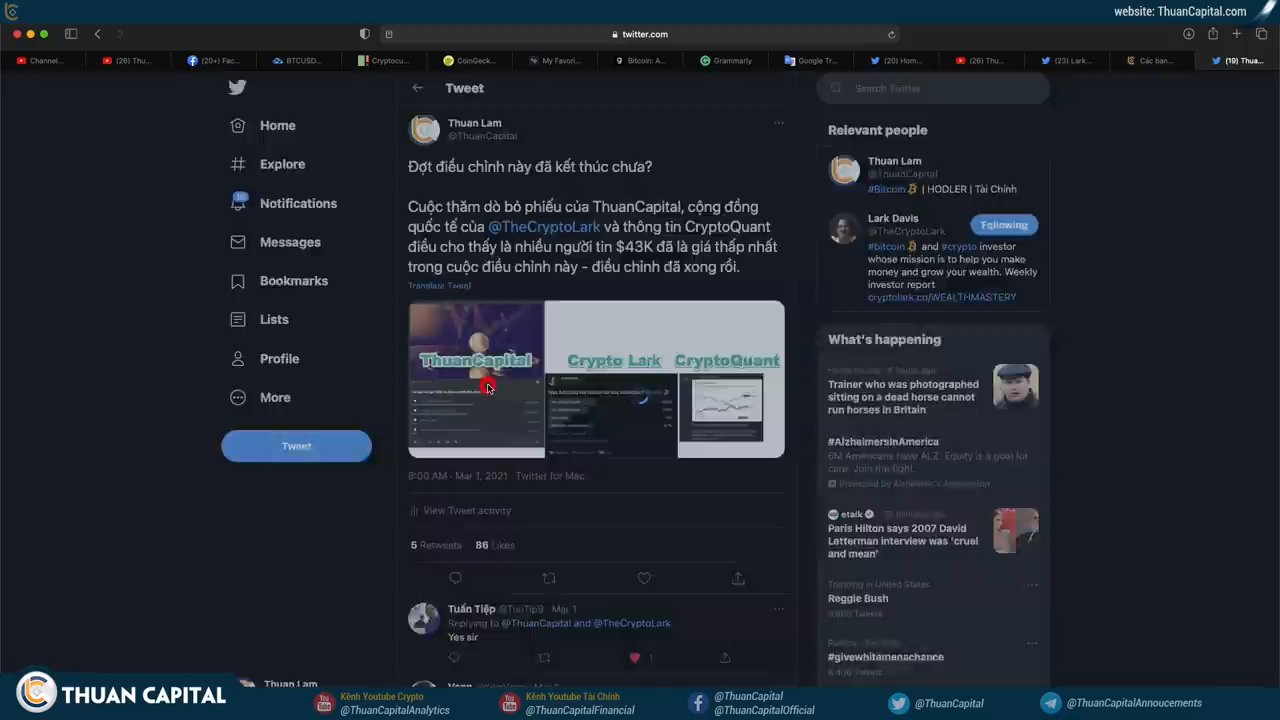 website: ThuanCapital.com
twitter.com
Channel...
(26) Thu...
(20+) Fac...
BTCUSD...
Cryptocu...
CoinGeck...
My Favori...
Bitcoin: A...
Grammarly
Google Tr...
(20) Hom...
(26) Thu...
(23) Lark...
Các ban...
(19) Thua...
Home
Explore
Notifications
Messages
Bookmarks
Lists
Profile
More
Tweet
Tweet
Thuan Lam
@ThuanCapital
Đợt điều chỉnh này đã kết thúc chưa?
Cuộc thăm dò bỏ phiếu của ThuanCapital, cộng đồng
quốc tế của @TheCryptoLark và thông tin CryptoQuant
điều cho thấy là nhiều người tin $43K đã là giá thấp nhất
trong cuộc điều chỉnh này - điều chỉnh đã xong rồi.
Translate Tweet
ThuanCapital
Crypto Lark
CryptoQuant
8:00 AM · Mar 1, 2021 · Twitter for Mac
View Tweet activity
5 Retweets 86 Likes
Tuấn Tiệp
Mar 1
Replying to @ThuanCapital and @TheCryptoLark
Yes sir
1
Search Twitter
Relevant people
Thuan Lam
@ThuanCapital
#Bitcoin | HODLER | Tài Chính
Lark Davis
@TheCryptoLark
Following
#bitcoin and #crypto investor
whose mission is to help you make
money and grow your wealth. Weekly
investor report
cryptolark.co/WEALTHMASTERY
What's happening
Trainer who was photographed
sitting on a dead horse cannot
run horses in Britain
#AlzheimersInAmerica
6M Americans have ALZ. Equity is a goal for
care. Join the fight.
Promoted by Alzheimer's Association
etalk
Paris Hilton says 2007 David
Letterman interview was 'cruel
and mean'
Trending in United States
Reggie Bush
#givewhitemenachance
Thuan Lam
THUAN CAPITAL
Kênh Youtube Crypto
@ThuanCapitalAnalytics
Kênh Youtube Tài Chính
@ThuanCapitalFinancial
@ThuanCapital
@ThuanCapitalOfficial
@ThuanCapital
@ThuanCapitalAnnoucements